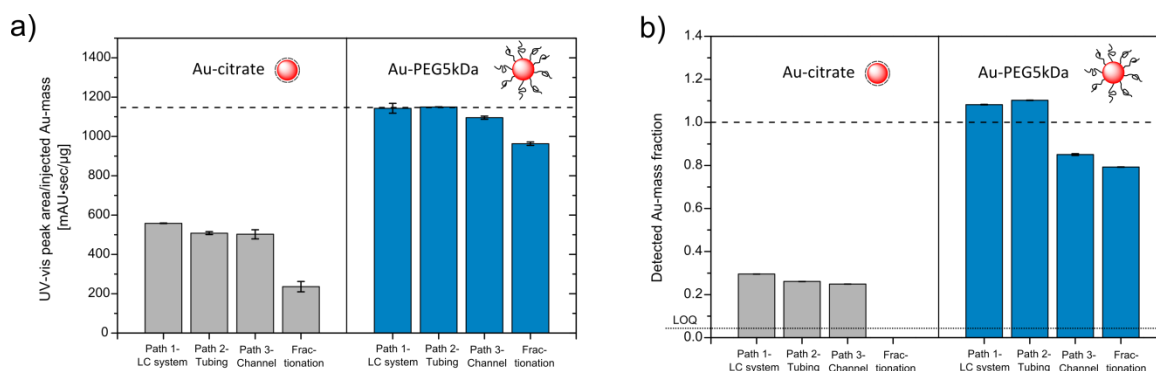 a)
UV-vis peak area/injected Au-mass
[mAU•sec/µg]
1400
1200
1000
800
600
400
200
0
Au-citrate
Au-PEG5kDa
Path 1- Path 2- Path 3- Frac-
LC system Tubing Channel tionation
Path 1- Path 2- Path 3- Frac-
LC system Tubing Channel tionation
b)
Detected Au-mass fraction
1.4
1.2
1.0
0.8
0.6
0.4
0.2
0.0
LOQ
Au-citrate
Au-PEG5kDa
Path 1- Path 2- Path 3- Frac-
LC system Tubing Channel tionation
Path 1- Path 2- Path 3- Frac-
LC system Tubing Channel tionation